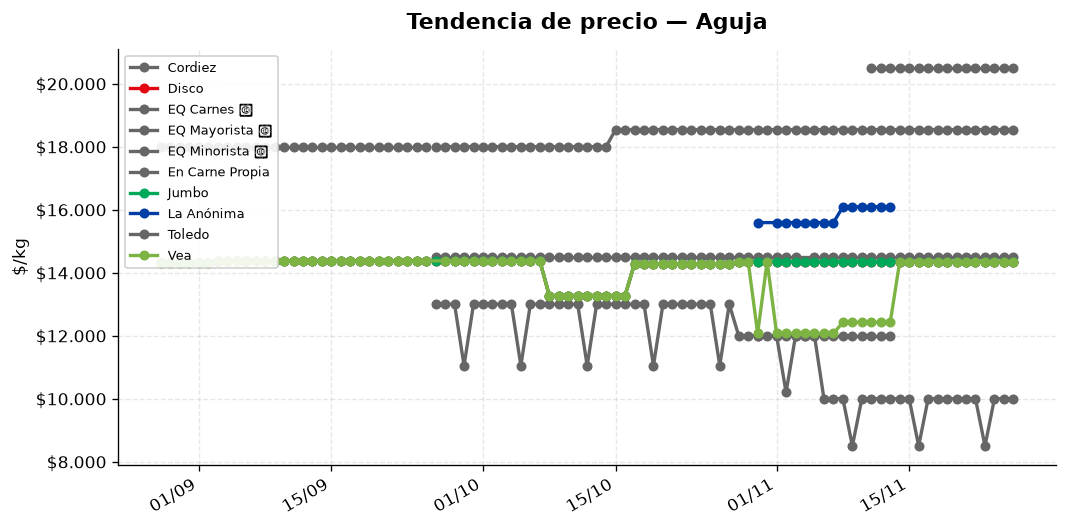 Tendencia de precio — Aguja
$/kg
$20.000
$18.000
$16.000
$14.000
$12.000
$10.000
$8.000
Cordiez
Disco
EQ Carnes
EQ Mayorista
EQ Minorista
En Carne Propia
Jumbo
La Anónima
Toledo
Vea
01/09
15/09
01/10
15/10
01/11
15/11